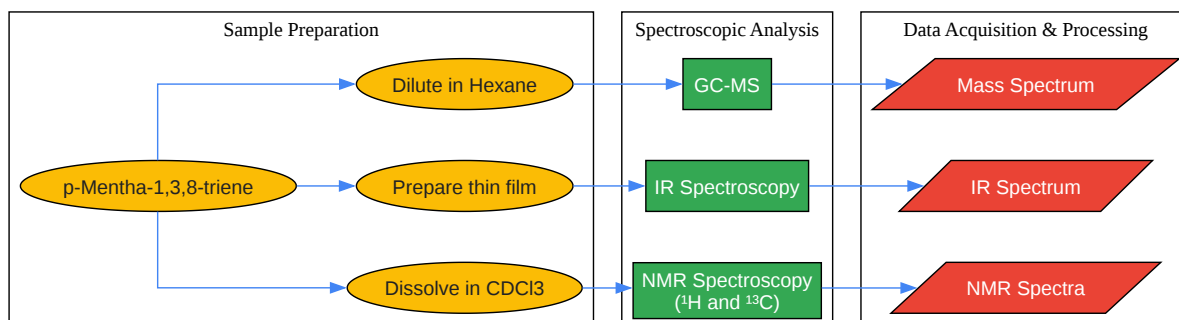 Sample Preparation
Spectroscopic Analysis
Data Acquisition & Processing
Dilute in Hexane
GC-MS
Mass Spectrum
p-Mentha-1,3,8-triene
Prepare thin film
IR Spectroscopy
IR Spectrum
Dissolve in CDCl3
NMR Spectroscopy
(¹H and ¹³C)
NMR Spectra